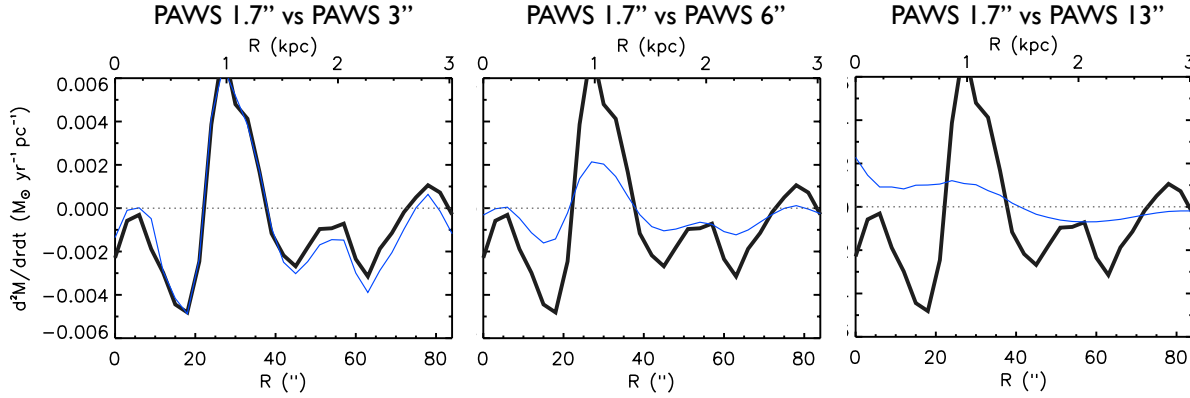 PAWS 1.7” vs PAWS 3” PAWS 1.7” vs PAWS 6” PAWS 1.7” vs PAWS 13”
R (kpc) R (kpc) R (kpc)
0 1 2 3 0 1 2 3 0 1 2 3
0.006
0.004
0.002
0.000
−0.002
−0.004
−0.006
d²M/drdt (M⊙ yr⁻¹ pc⁻¹)
0 20 40 60 80 0 20 40 60 80 0 20 40 60 80
R (") R (") R (")